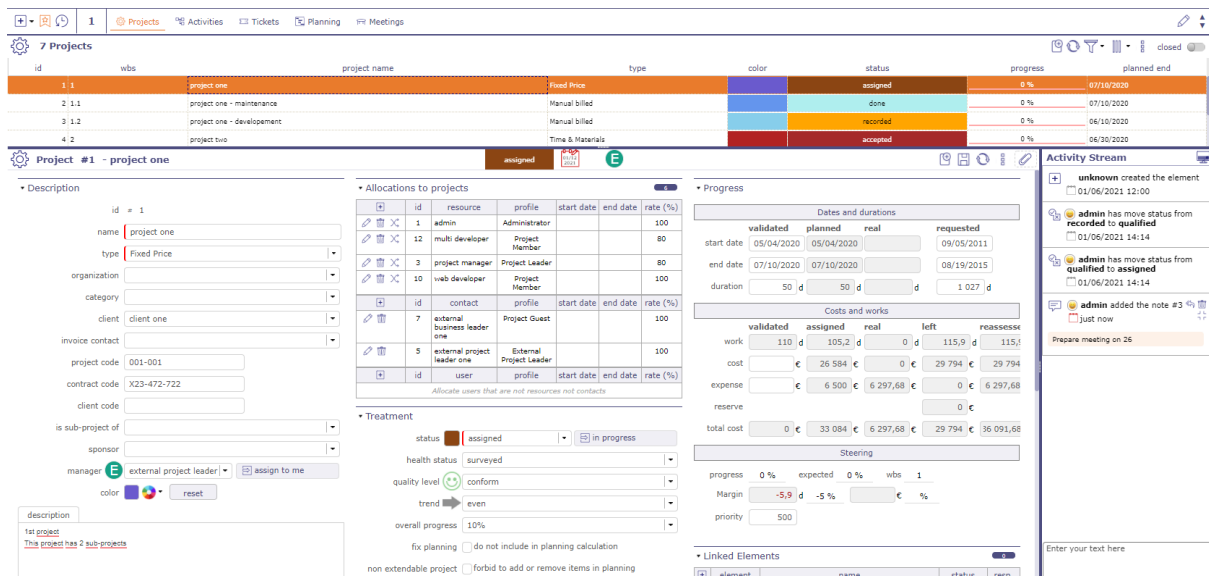 1 Projects Activities Tickets Planning Meetings
7 Projects closed
id wbs project name type color status progress planned end
1 1 project one Fixed Price assigned 0 % 07/10/2020
2 1.1 project one - maintenance Manual billed done 0 % 07/10/2020
3 1.2 project one - developement Manual billed recorded 0 % 06/10/2020
4 2 project two Time & Materials accepted 0 % 06/30/2020
Project #1 - project one assigned 01/12 2021 E
Description
id # 1
name project one
type Fixed Price
organization
category
client client one
invoice contact
project code 001-001
contract code X23-472-722
client code
is sub-project of
sponsor
manager E external project leader assign to me
color reset
description
1st project
This project has 2 sub-projects
Allocations to projects 6
id resource profile start date end date rate (%)
1 admin Administrator 100
12 multi developer Project Member 80
3 project manager Project Leader 80
10 web developer Project Member 100
id contact profile start date end date rate (%)
7 external business leader one Project Guest 100
5 external project leader one External Project Leader 100
id user profile start date end date rate (%)
Allocate users that are not resources not contacts
Treatment
status assigned in progress
health status surveyed
quality level conform
trend even
overall progress 10%
fix planning do not include in planning calculation
non extendable project forbid to add or remove items in planning
Progress
Dates and durations
validated planned real requested
start date 05/04/2020 05/04/2020 09/05/2011
end date 07/10/2020 07/10/2020 08/19/2015
duration 50 d 50 d d 1 027 d
Costs and works
validated assigned real left reassesse
work 110 d 105,2 d 0 d 115,9 d 115,9
cost € 26 584 € 0 € 29 794 € 29 794
expense € 6 500 € 6 297,68 € 0 € 6 297,68
reserve 0 €
total cost 0 € 33 084 € 6 297,68 € 29 794 € 36 091,68
Steering
progress 0 % expected 0 % wbs 1
Margin -5,9 d -5 % € %
priority 500
Linked Elements
element name status resp.
Activity Stream
unknown created the element
01/06/2021 12:00
admin has move status from
recorded to qualified
01/06/2021 14:14
admin has move status from
qualified to assigned
01/06/2021 14:14
admin added the note #3
just now
Prepare meeting on 26
Enter your text here